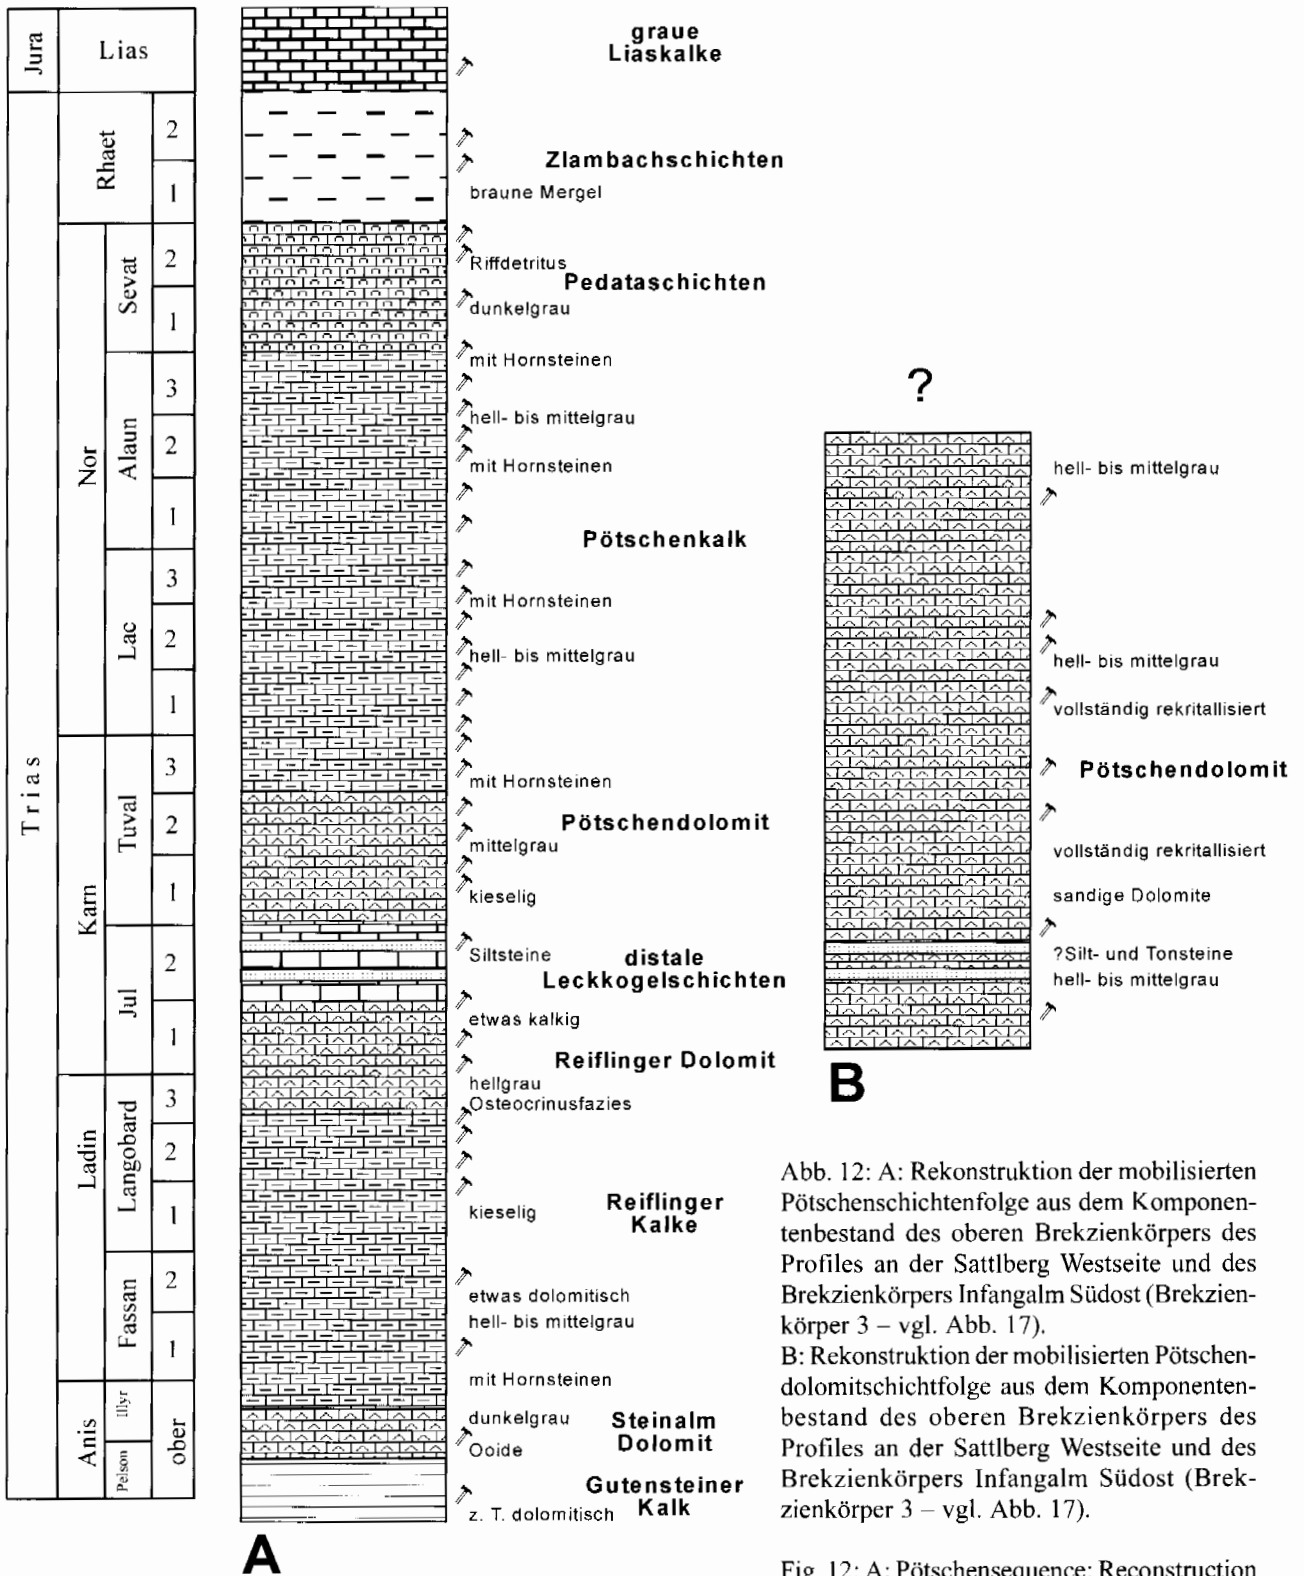 Jura
Lias
Trias
Rhaet
2
1
Nor
Sevat
2
1
Alaun
3
2
1
Lac
3
2
1
Karn
Tuval
3
2
1
Jul
2
1
Ladin
Langobard
3
2
1
Fassan
2
1
Anis
Illyr
Pelson
ober
graue
Liaskalke
Zlambachschichten
braune Mergel
Riffdetritus
Pedataschichten
dunkelgrau
mit Hornsteinen
hell- bis mittelgrau
mit Hornsteinen
Pötschenkalk
mit Hornsteinen
hell- bis mittelgrau
mit Hornsteinen
Pötschendolomit
mittelgrau
kieselig
Siltsteine
distale
Leckkogelschichten
etwas kalkig
Reiflinger Dolomit
hellgrau
Osteocrinusfazies
Reiflinger
kieselig
Kalke
etwas dolomitisch
hell- bis mittelgrau
mit Hornsteinen
dunkelgrau
Steinalm
Dolomit
Ooide
Gutensteiner
Kalk
z. T. dolomitisch
A
?
hell- bis mittelgrau
hell- bis mittelgrau
vollständig rekritallisiert
Pötschendolomit
vollständig rekritallisiert
sandige Dolomite
?Silt- und Tonsteine
hell- bis mittelgrau
B
Abb. 12: A: Rekonstruktion der mobilisierten
Pötschenschichtenfolge aus dem Komponen-
tenbestand des oberen Brekzienkörpers des
Profiles an der Sattlberg Westseite und des
Brekzienkörpers Infangalm Südost (Brekzien-
körper 3 – vgl. Abb. 17).
B: Rekonstruktion der mobilisierten Pötschen-
dolomitschichtfolge aus dem Komponenten-
bestand des oberen Brekzienkörpers des
Profiles an der Sattlberg Westseite und des
Brekzienkörpers Infangalm Südost (Brek-
zienkörper 3 – vgl. Abb. 17).
Fig. 12: A: Pötschensequence: Reconstruction